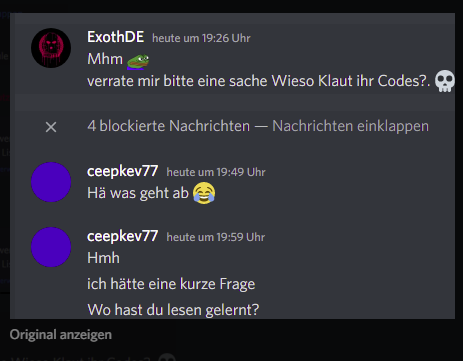 ExothDE heute um 19:26 Uhr
Mhm
verrate mir bitte eine sache Wieso Klaut ihr Codes?.
4 blockierte Nachrichten — Nachrichten einklappen
ceepkev77 heute um 19:49 Uhr
Hä was geht ab 😂
ceepkev77 heute um 19:59 Uhr
Hmh
ich hätte eine kurze Frage
Wo hast du lesen gelernt?
Original anzeigen